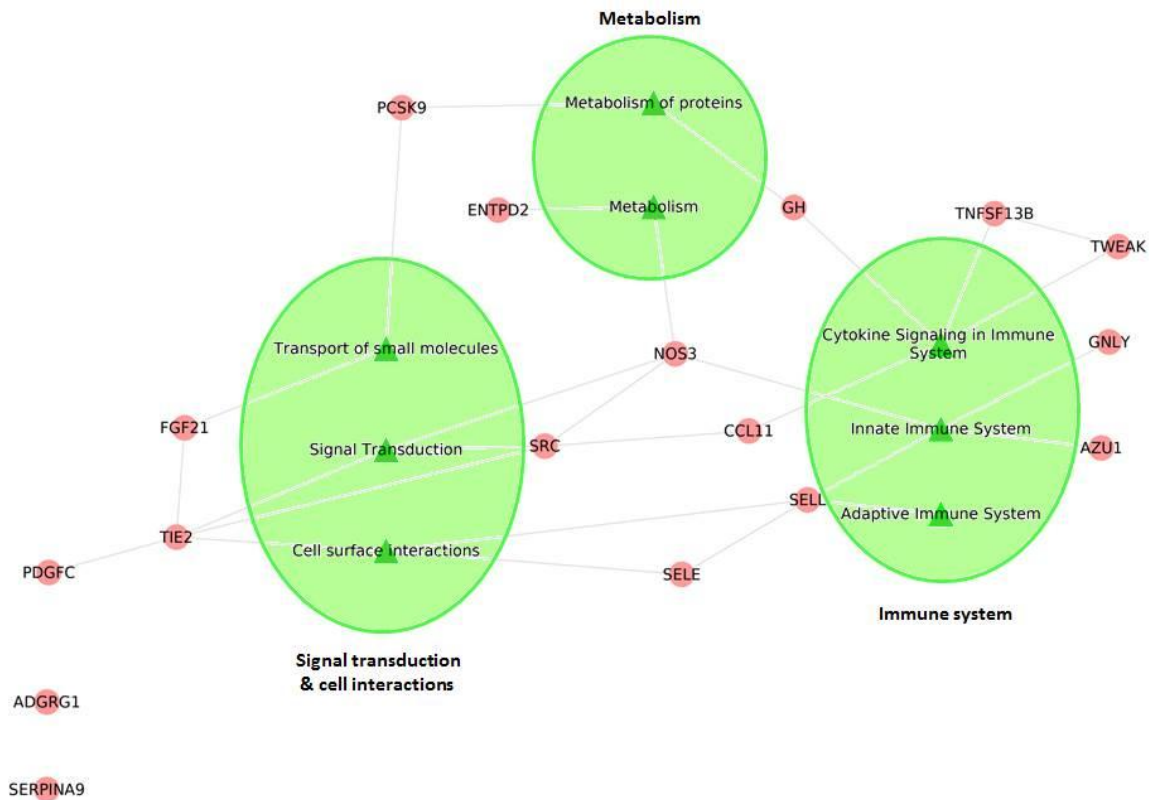 Metabolism
PCSK9
Metabolism of proteins
ENTPD2
Metabolism
GH
TNFSF13B
TWEAK
Transport of small molecules
NOS3
Cytokine Signaling in Immune
System
GNLY
FGF21
Signal Transduction
SRC
CCL11
Innate Immune System
AZU1
SELL
Adaptive Immune System
TIE2
Cell surface interactions
PDGFC
SELE
Immune system
Signal transduction
& cell interactions
ADGRG1
SERPINA9